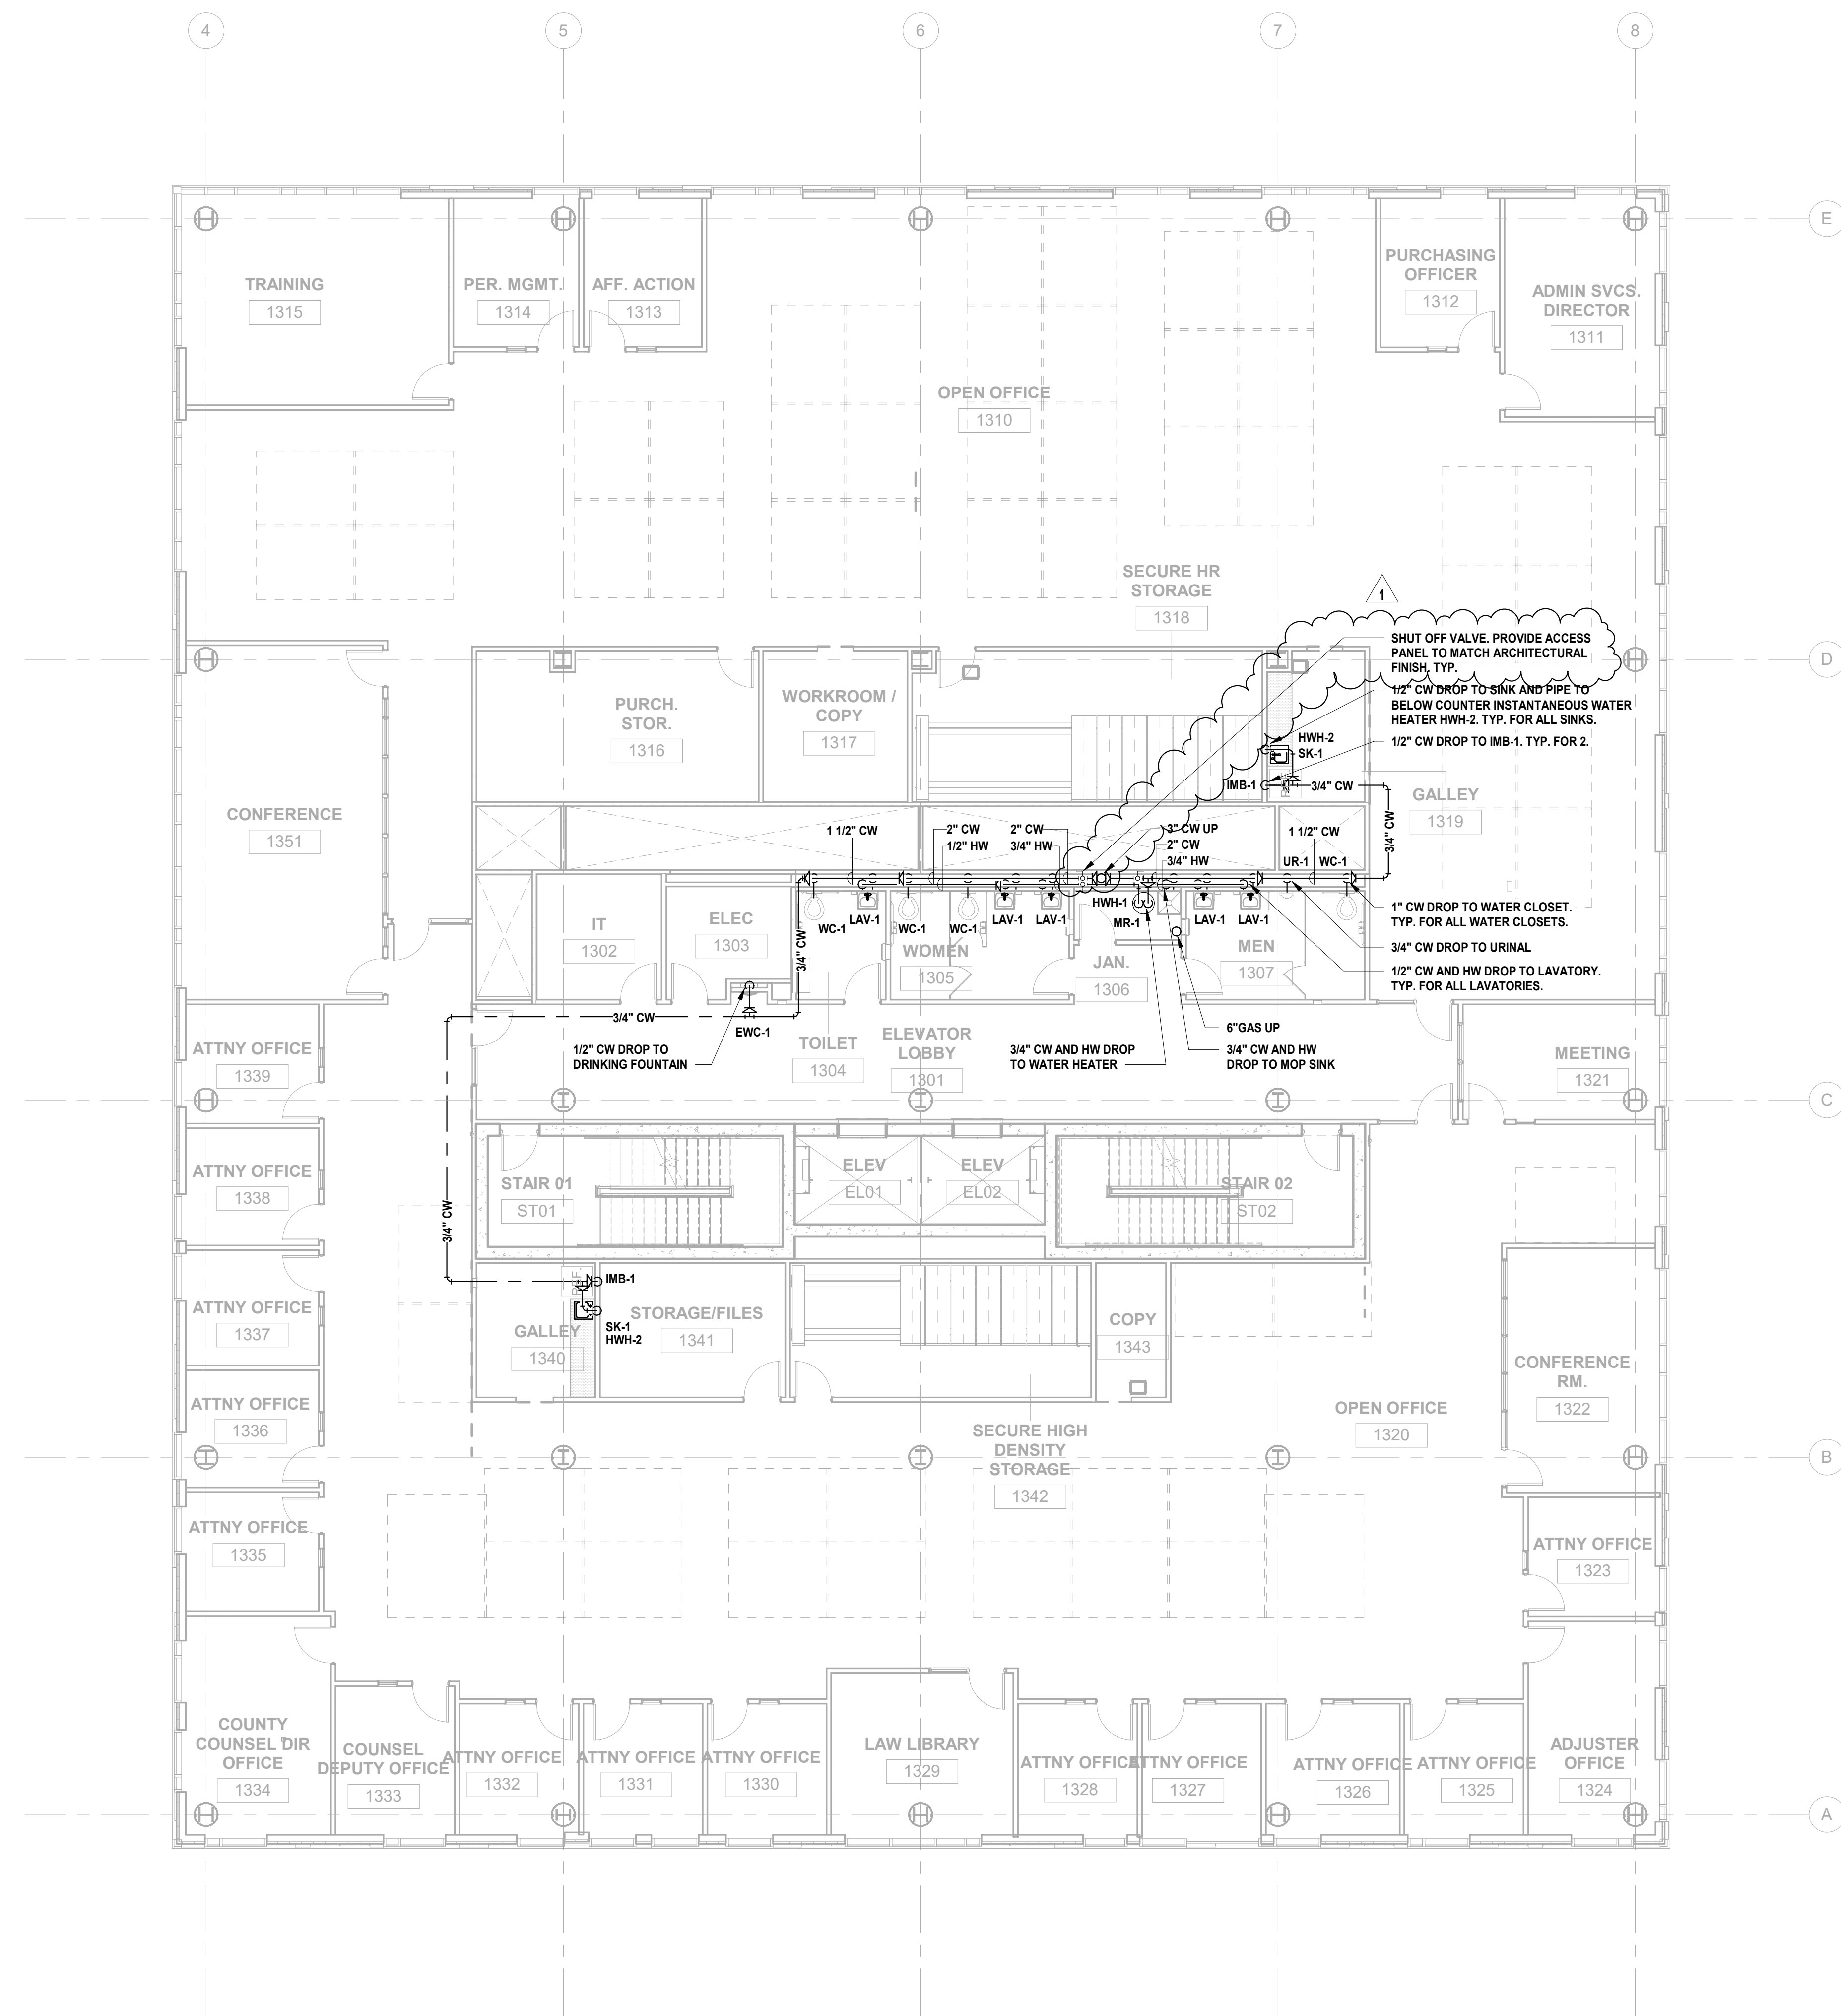 4
5
6
7
8
E
D
C
B
A
TRAINING
1315
PER. MGMT.
1314
AFF. ACTION
1313
PURCHASING
OFFICER
1312
ADMIN SVCS.
DIRECTOR
1311
OPEN OFFICE
1310
SECURE HR
STORAGE
1318
1
SHUT OFF VALVE. PROVIDE ACCESS
PANEL TO MATCH ARCHITECTURAL
FINISH, TYP.
1/2" CW DROP TO SINK AND PIPE TO
BELOW COUNTER INSTANTANEOUS WATER
HEATER HWH-2. TYP. FOR ALL SINKS.
1/2" CW DROP TO IMB-1. TYP. FOR 2.
PURCH.
STOR.
1316
WORKROOM /
COPY
1317
HWH-2
SK-1
IMB-1
3/4" CW
GALLEY
1319
3/4" CW
CONFERENCE
1351
1 1/2" CW
2" CW
1/2" HW
2" CW
3/4" HW
3" CW UP
2" CW
3/4" HW
1 1/2" CW
UR-1
WC-1
HWH-1
MR-1
LAV-1
LAV-1
LAV-1
LAV-1
LAV-1
WC-1
WC-1
WC-1
1" CW DROP TO WATER CLOSET.
TYP. FOR ALL WATER CLOSETS.
3/4" CW DROP TO URINAL
1/2" CW AND HW DROP TO LAVATORY.
TYP. FOR ALL LAVATORIES.
IT
1302
ELEC
1303
3/4" CW
WOMEN
1305
JAN.
1306
MEN
1307
3/4" CW
EWC-1
1/2" CW DROP TO
DRINKING FOUNTAIN
TOILET
1304
ELEVATOR
LOBBY
1301
3/4" CW AND HW DROP
TO WATER HEATER
6"GAS UP
3/4" CW AND HW
DROP TO MOP SINK
MEETING
1321
ATTNY OFFICE
1339
ATTNY OFFICE
1338
3/4" CW
STAIR 01
ST01
ELEV
EL01
ELEV
EL02
STAIR 02
ST02
ATTNY OFFICE
1337
REF.
IMB-1
SK-1
HWH-2
GALLEY
1340
STORAGE/FILES
1341
COPY
1343
CONFERENCE
RM.
1322
ATTNY OFFICE
1336
OPEN OFFICE
1320
SECURE HIGH
DENSITY
STORAGE
1342
ATTNY OFFICE
1335
ATTNY OFFICE
1323
COUNTY
COUNSEL DIR
OFFICE
1334
COUNSEL
DEPUTY OFFICE
1333
ATTNY OFFICE
1332
ATTNY OFFICE
1331
ATTNY OFFICE
1330
LAW LIBRARY
1329
ATTNY OFFICE
1328
ATTNY OFFICE
1327
ATTNY OFFICE
1326
ATTNY OFFICE
1325
ADJUSTER
OFFICE
1324